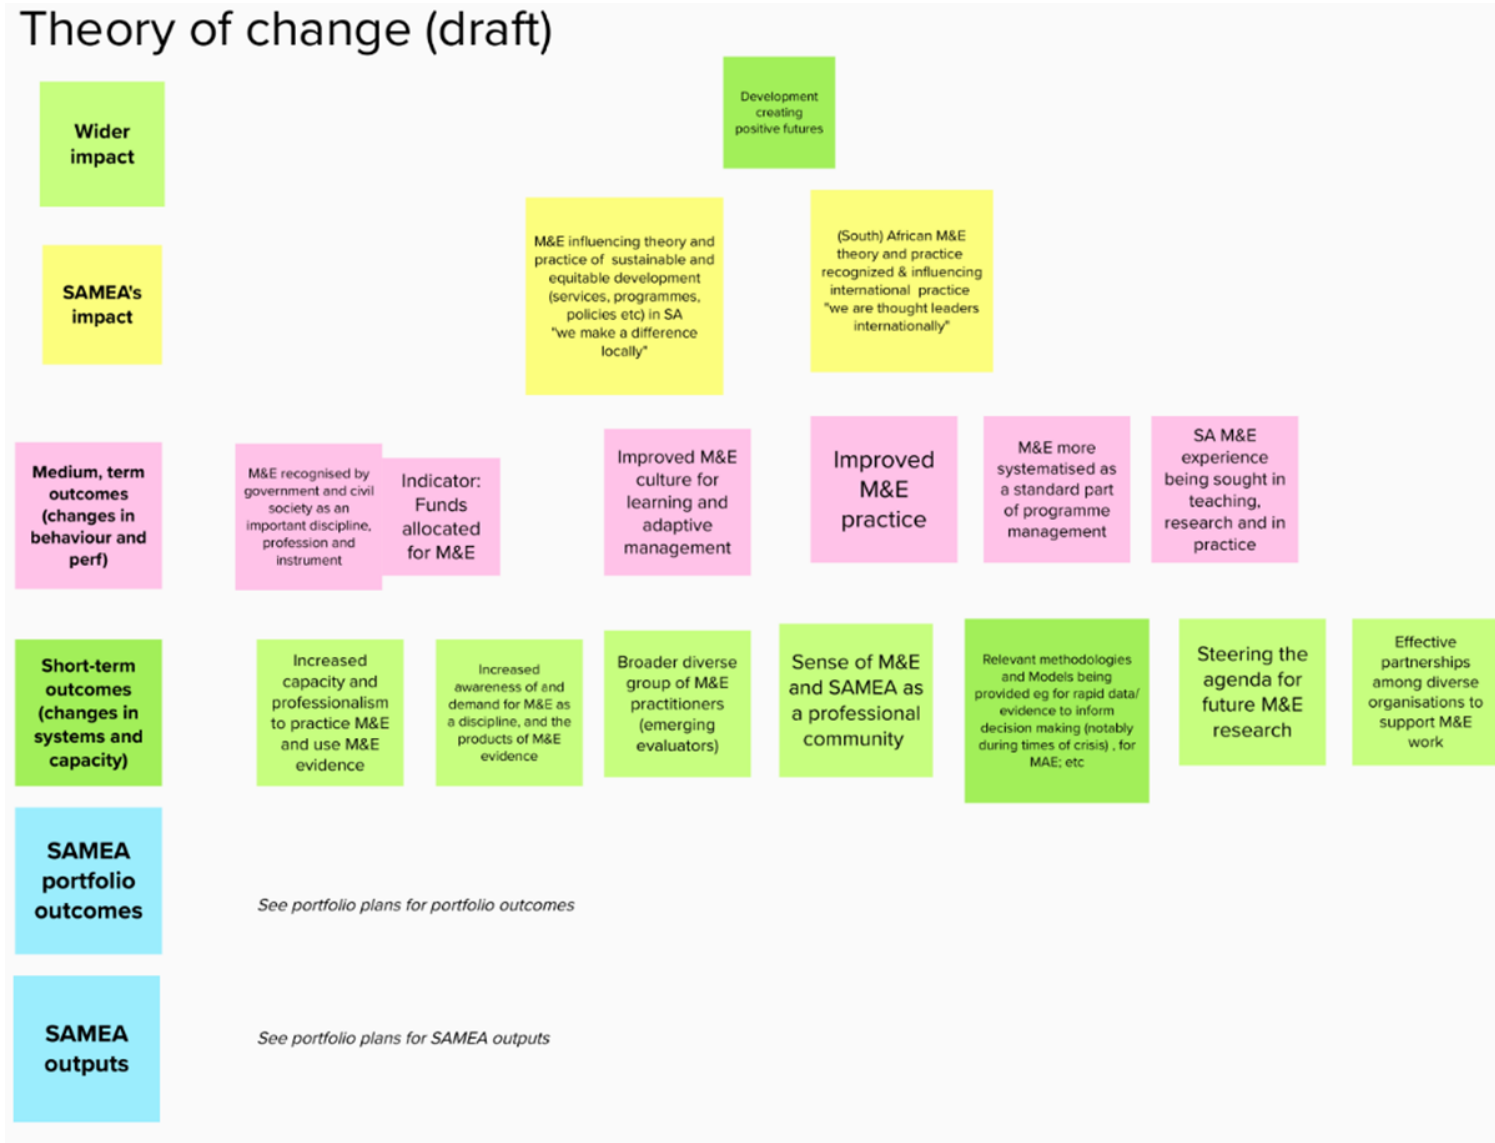 Theory of change (draft)
Wider
impact
Development
creating
positive futures
SAMEA's
impact
M&E influencing theory and
practice of sustainable and
equitable development
(services, programmes,
policies etc) in SA
"we make a difference
locally"
(South) African M&E
theory and practice
recognized & influencing
international practice
"we are thought leaders
internationally"
Medium, term
outcomes
(changes in
behaviour and
perf)
M&E recognised by
government and civil
society as an
important discipline,
profession and
instrument
Indicator:
Funds
allocated
for M&E
Improved M&E
culture for
learning and
adaptive
management
Improved
M&E
practice
M&E more
systematised as
a standard part
of programme
management
SA M&E
experience
being sought in
teaching,
research and in
practice
Short-term
outcomes
(changes in
systems and
capacity)
Increased
capacity and
professionalism
to practice M&E
and use M&E
evidence
Increased
awareness of and
demand for M&E as
a discipline, and the
products of M&E
evidence
Broader diverse
group of M&E
practitioners
(emerging
evaluators)
Sense of M&E
and SAMEA as
a professional
community
Relevant methodologies
and Models being
provided eg for rapid data/
evidence to inform
decision making (notably
during times of crisis) , for
MAE; etc
Steering the
agenda for
future M&E
research
Effective
partnerships
among diverse
organisations to
support M&E
work
SAMEA
portfolio
outcomes
See portfolio plans for portfolio outcomes
SAMEA
outputs
See portfolio plans for SAMEA outputs